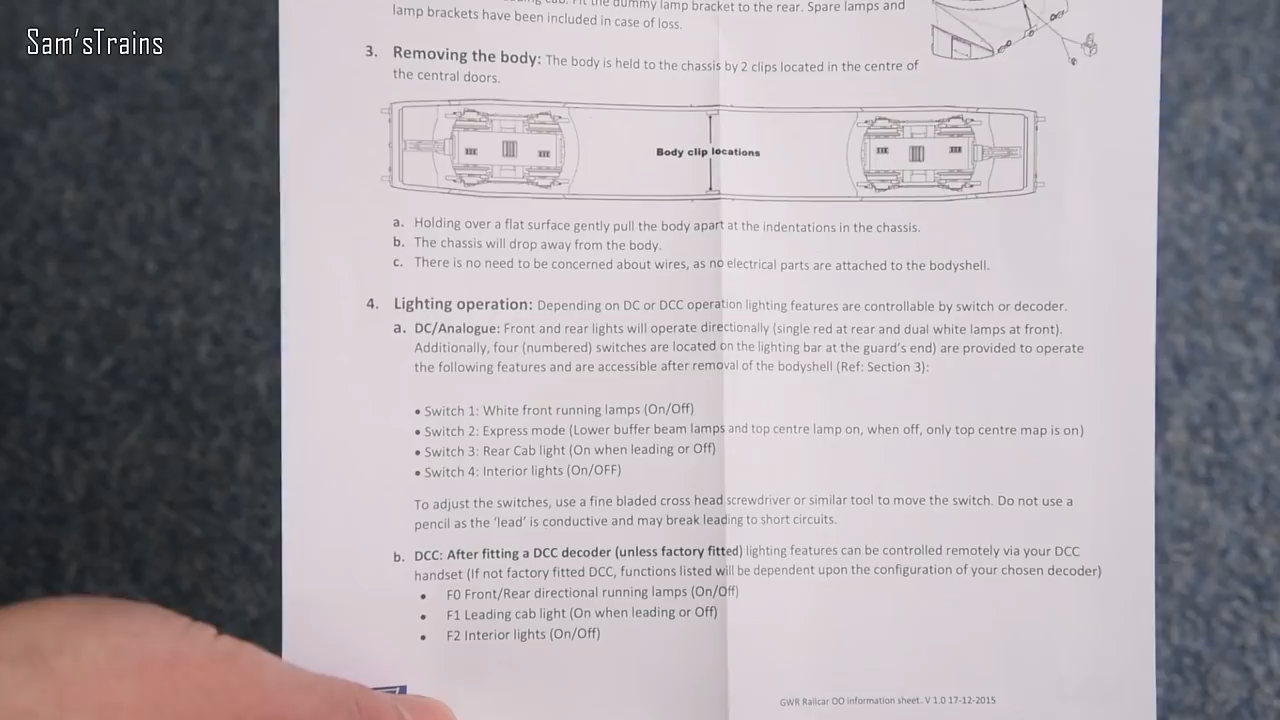 Sam'sTrains
the dummy lamp bracket to the rear. Spare lamps and
lamp brackets have been included in case of loss.
3. Removing the body: The body is held to the chassis by 2 clips located in the centre of
the central doors.
Body clip locations
a. Holding over a flat surface gently pull the body apart at the indentations in the chassis.
b. The chassis will drop away from the body.
c. There is no need to be concerned about wires, as no electrical parts are attached to the bodyshell.
4. Lighting operation: Depending on DC or DCC operation lighting features are controllable by switch or decoder.
a. DC/Analogue: Front and rear lights will operate directionally (single red at rear and dual white lamps at front).
Additionally, four (numbered) switches are located on the lighting bar at the guard's end) are provided to operate
the following features and are accessible after removal of the bodyshell (Ref: Section 3):
• Switch 1: White front running lamps (On/Off)
• Switch 2: Express mode (Lower buffer beam lamps and top centre lamp on, when off, only top centre map is on)
• Switch 3: Rear Cab light (On when leading or Off)
• Switch 4: Interior lights (On/OFF)
To adjust the switches, use a fine bladed cross head screwdriver or similar tool to move the switch. Do not use a
pencil as the 'lead' is conductive and may break leading to short circuits.
b. DCC: After fitting a DCC decoder (unless factory fitted) lighting features can be controlled remotely via your DCC
handset (If not factory fitted DCC, functions listed will be dependent upon the configuration of your chosen decoder)
• F0 Front/Rear directional running lamps (On/Off)
• F1 Leading cab light (On when leading or Off)
• F2 Interior lights (On/Off)
GWR Railcar OO information sheet. V 1.0 17-12-2015